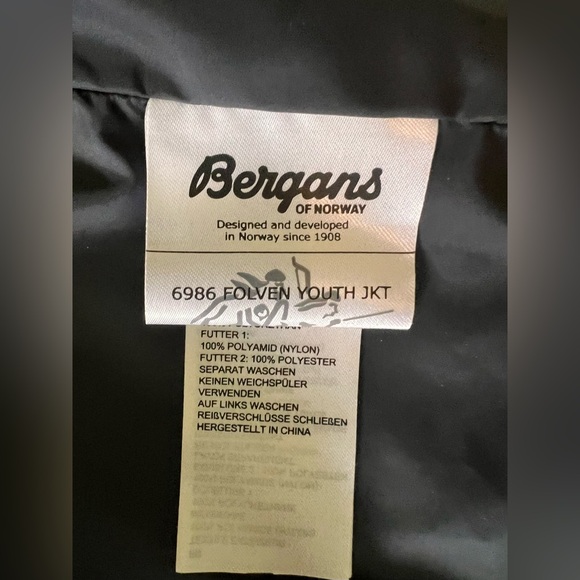 Bergans
OF NORWAY
Designed and developed
in Norway since 1908
6986 FOLVEN YOUTH JKT
FUTTER 1:
100% POLYAMID (NYLON)
FUTTER 2: 100% POLYESTER
SEPARAT WASCHEN
KEINEN WEICHSPÜLER
VERWENDEN
AUF LINKS WASCHEN
REIßVERSCHLÜSSE SCHLIEßEN
HERGESTELLT IN CHINA